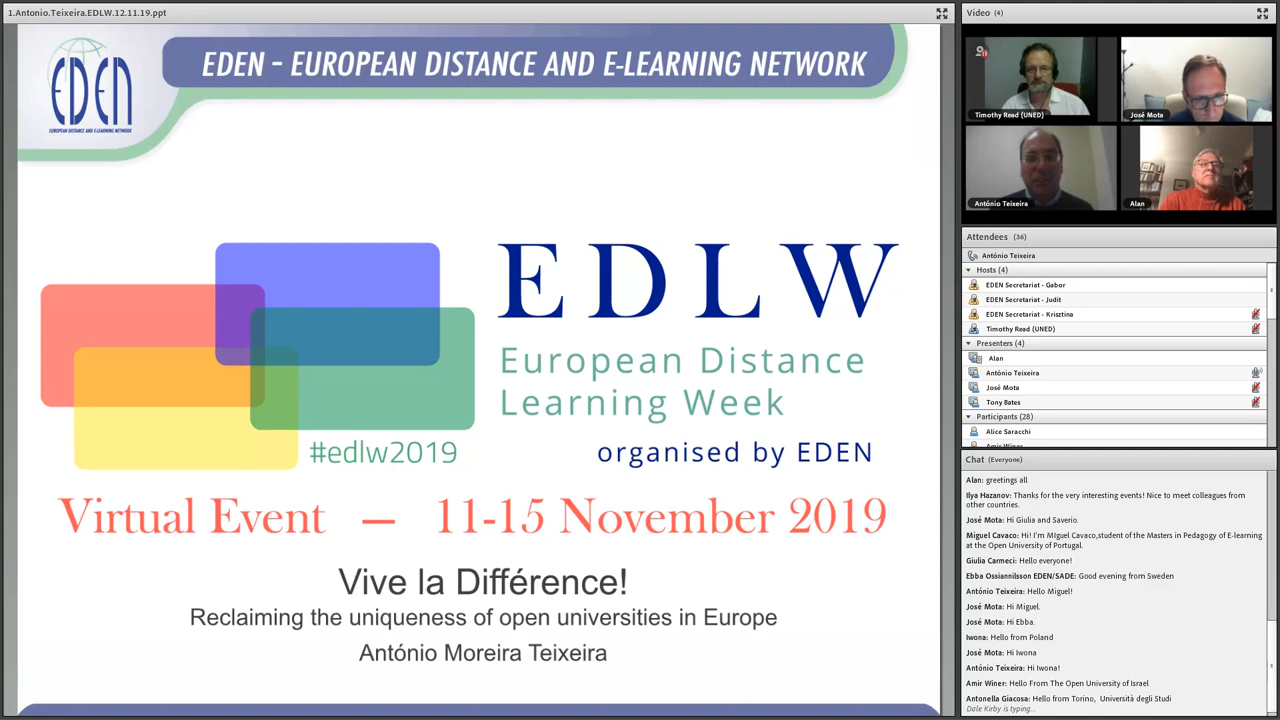 1.Antonio.Teixeira.EDLW.12.11.19.ppt
EDEN
EUROPEAN DISTANCE AND E-LEARNING NETWORK
EDEN – EUROPEAN DISTANCE AND E-LEARNING NETWORK
EDLW
European Distance
Learning Week
#edlw2019
organised by EDEN
Virtual Event — 11-15 November 2019
Vive la Différence!
Reclaiming the uniqueness of open universities in Europe
António Moreira Teixeira
Video (4)
Timothy Read (UNED)
José Mota
António Teixeira
Alan
Attendees (36)
António Teixeira
Hosts (4)
EDEN Secretariat - Gabor
EDEN Secretariat - Judit
EDEN Secretariat - Krisztina
Timothy Read (UNED)
Presenters (4)
Alan
António Teixeira
José Mota
Tony Bates
Participants (28)
Alice Saracchi
Amir Winer
Chat (Everyone)
Alan: greetings all
Ilya Hazanov: Thanks for the very interesting events! Nice to meet colleagues from
other countries.
José Mota: Hi Giulia and Saverio.
Miguel Cavaco: Hi! I'm MIguel Cavaco,student of the Masters in Pedagogy of E-learning
at the Open University of Portugal.
Giulia Carmeci: Hello everyone!
Ebba Ossiannilsson EDEN/SADE: Good evening from Sweden
António Teixeira: Hello Miguel!
José Mota: Hi Miguel.
José Mota: Hi Ebba.
Iwona: Hello from Poland
José Mota: Hi Iwona
António Teixeira: Hi Iwona!
Amir Winer: Hello From The Open University of Israel
Antonella Giacosa: Hello from Torino, Università degli Studi
Dale Kirby is typing...